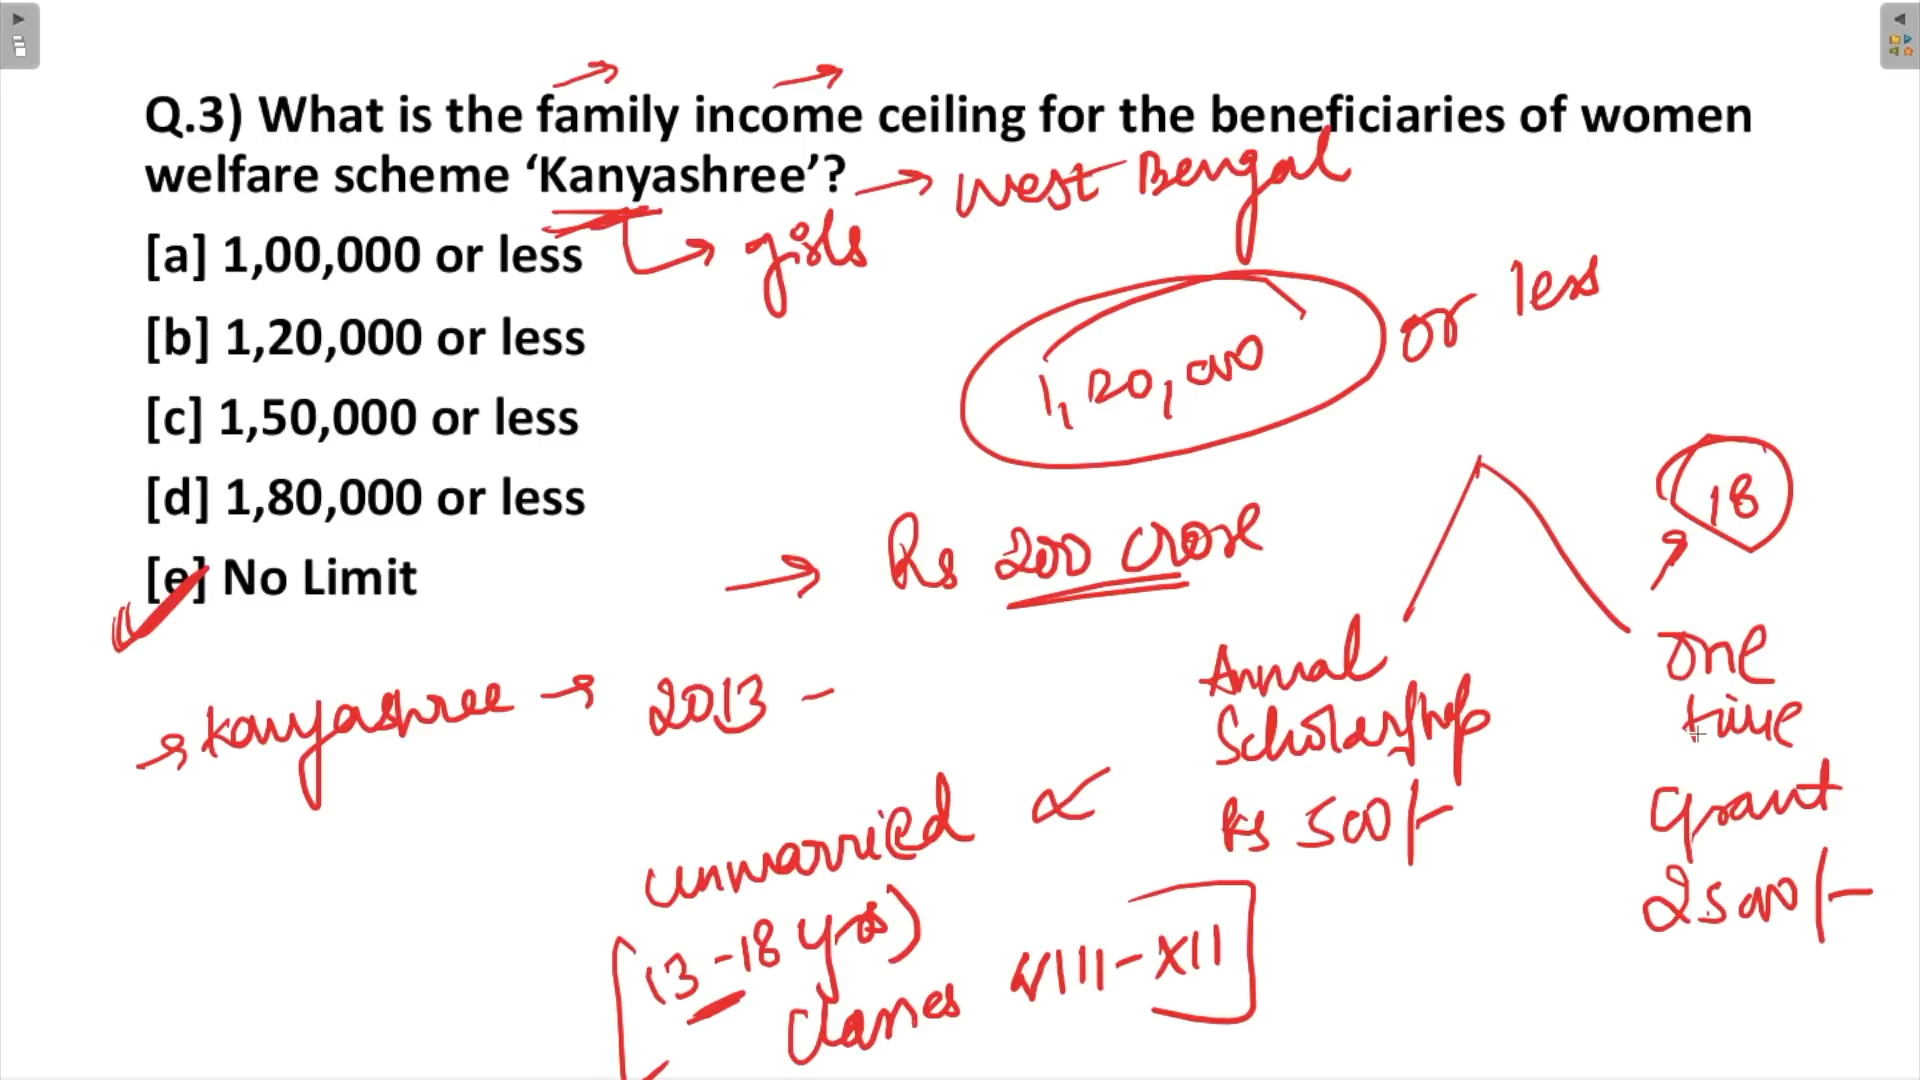 Q.3) What is the family income ceiling for the beneficiaries of women
welfare scheme ‘Kanyashree’? → West Bengal
→ girls
[a] 1,00,000 or less
[b] 1,20,000 or less
1,20,000 or less
[c] 1,50,000 or less
[d] 1,80,000 or less
18
[e] No Limit
→ Rs 200 crore
→ Kanyashree → 2013 -
Annual
Scholarship
Rs 500/-
One
time
grant
25000/-
unmarried
13-18 yrs)
Classes VIII-XII